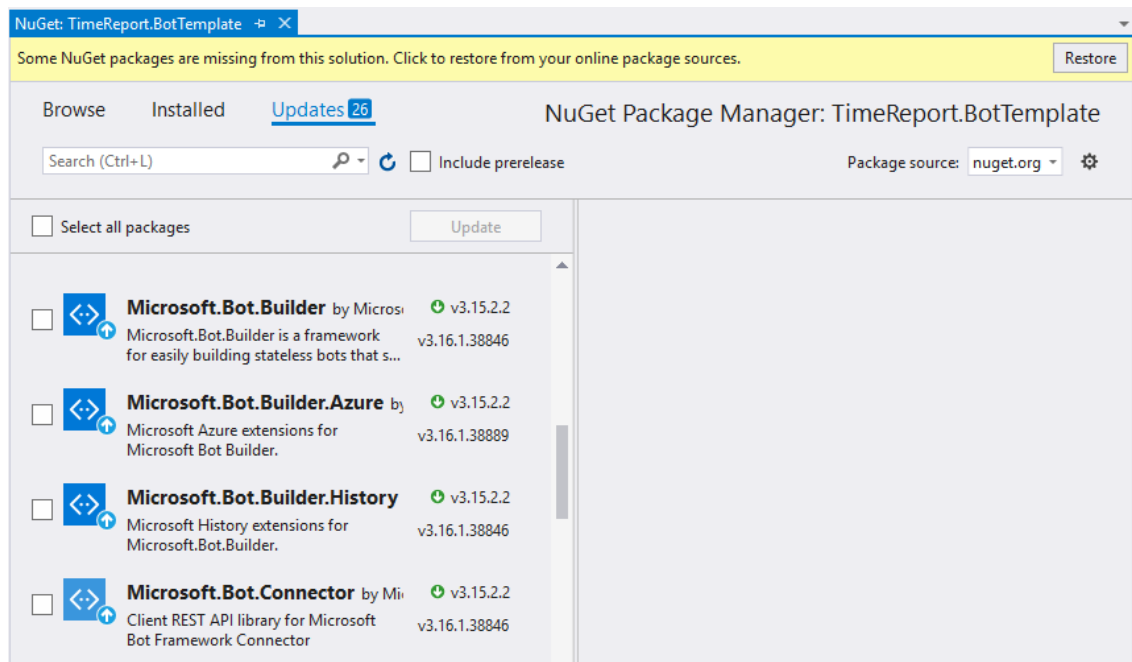 NuGet: TimeReport.BotTemplate
Some NuGet packages are missing from this solution. Click to restore from your online package sources.
Restore
Browse Installed Updates 26
NuGet Package Manager: TimeReport.BotTemplate
Search (Ctrl+L)
Include prerelease
Package source: nuget.org
Select all packages
Update
Microsoft.Bot.Builder by Micros
v3.15.2.2
Microsoft.Bot.Builder is a framework
for easily building stateless bots that s...
v3.16.1.38846
Microsoft.Bot.Builder.Azure by
v3.15.2.2
Microsoft Azure extensions for
Microsoft Bot Builder.
v3.16.1.38889
Microsoft.Bot.Builder.History
v3.15.2.2
Microsoft History extensions for
Microsoft.Bot.Builder.
v3.16.1.38846
Microsoft.Bot.Connector by Mi
v3.15.2.2
Client REST API library for Microsoft
Bot Framework Connector
v3.16.1.38846